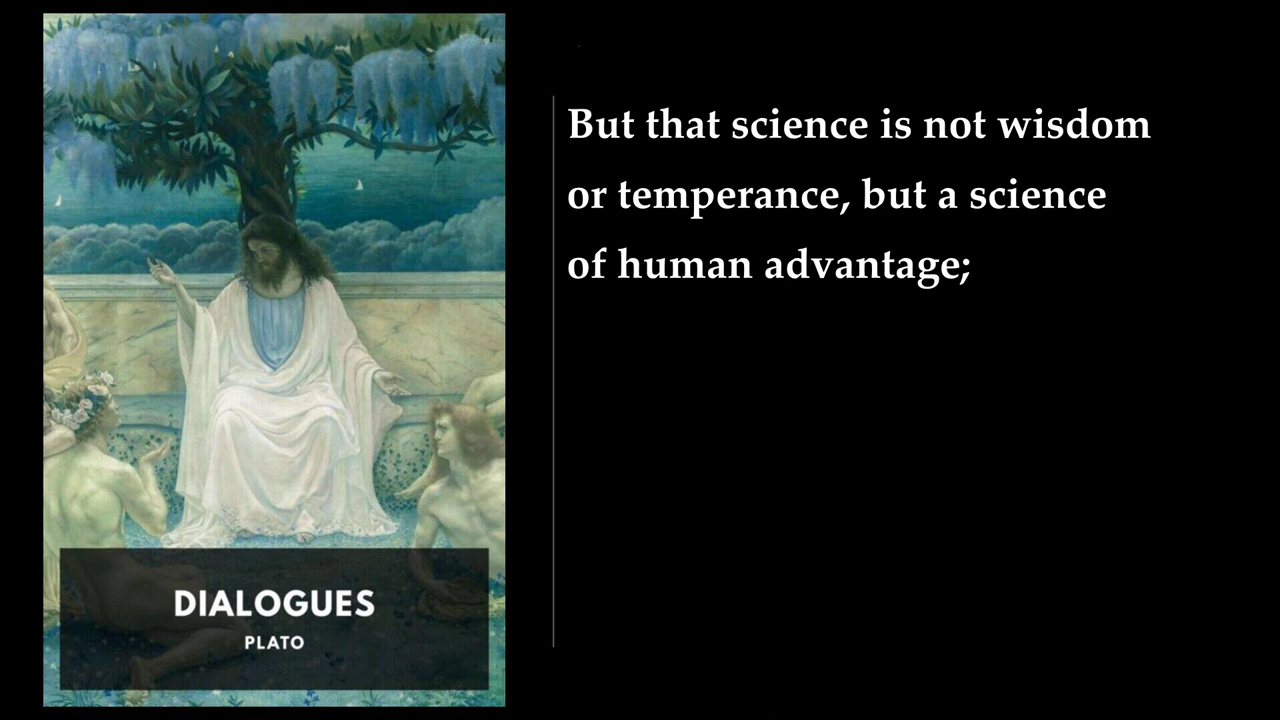 DIALOGUES
PLATO
But that science is not wisdom
or temperance, but a science
of human advantage;